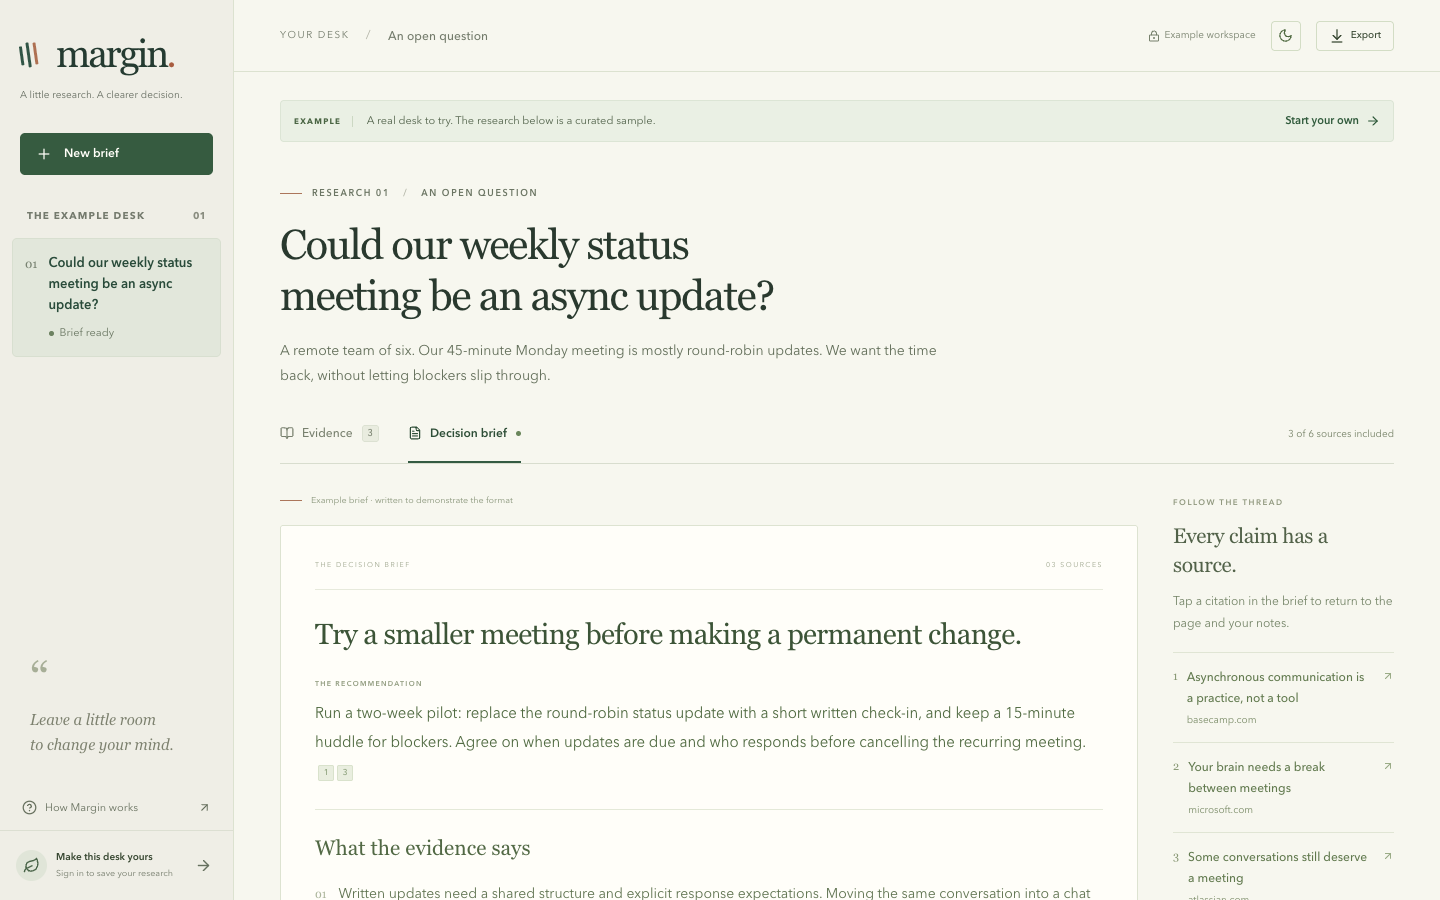 margin.
A little research. A clearer decision.
New brief
THE EXAMPLE DESK 01
01 Could our weekly status
meeting be an async
update?
Brief ready
“
Leave a little room
to change your mind.
How Margin works
Make this desk yours
Sign in to save your research
YOUR DESK / An open question
Example workspace
Export
EXAMPLE A real desk to try. The research below is a curated sample.
Start your own
RESEARCH 01 / AN OPEN QUESTION
Could our weekly status
meeting be an async update?
A remote team of six. Our 45-minute Monday meeting is mostly round-robin updates. We want the time
back, without letting blockers slip through.
Evidence 3
Decision brief
3 of 6 sources included
Example brief · written to demonstrate the format
THE DECISION BRIEF 03 SOURCES
Try a smaller meeting before making a permanent change.
THE RECOMMENDATION
Run a two-week pilot: replace the round-robin status update with a short written check-in, and keep a 15-minute
huddle for blockers. Agree on when updates are due and who responds before cancelling the recurring meeting.
1 3
What the evidence says
01 Written updates need a shared structure and explicit response expectations. Moving the same conversation into a chat
FOLLOW THE THREAD
Every claim has a
source.
Tap a citation in the brief to return to the
page and your notes.
1 Asynchronous communication is
a practice, not a tool
basecamp.com
2 Your brain needs a break
between meetings
microsoft.com
3 Some conversations still deserve
a meeting
atlassian.com